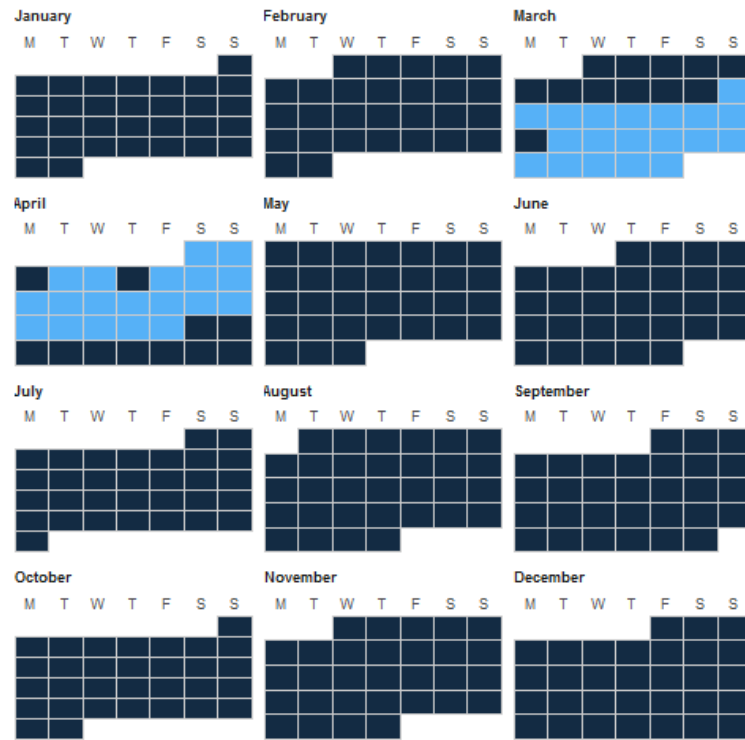 January February March
M T W T F S S M T W T F S S M T W T F S S
April May June
M T W T F S S M T W T F S S M T W T F S S
July August September
M T W T F S S M T W T F S S M T W T F S S
October November December
M T W T F S S M T W T F S S M T W T F S S